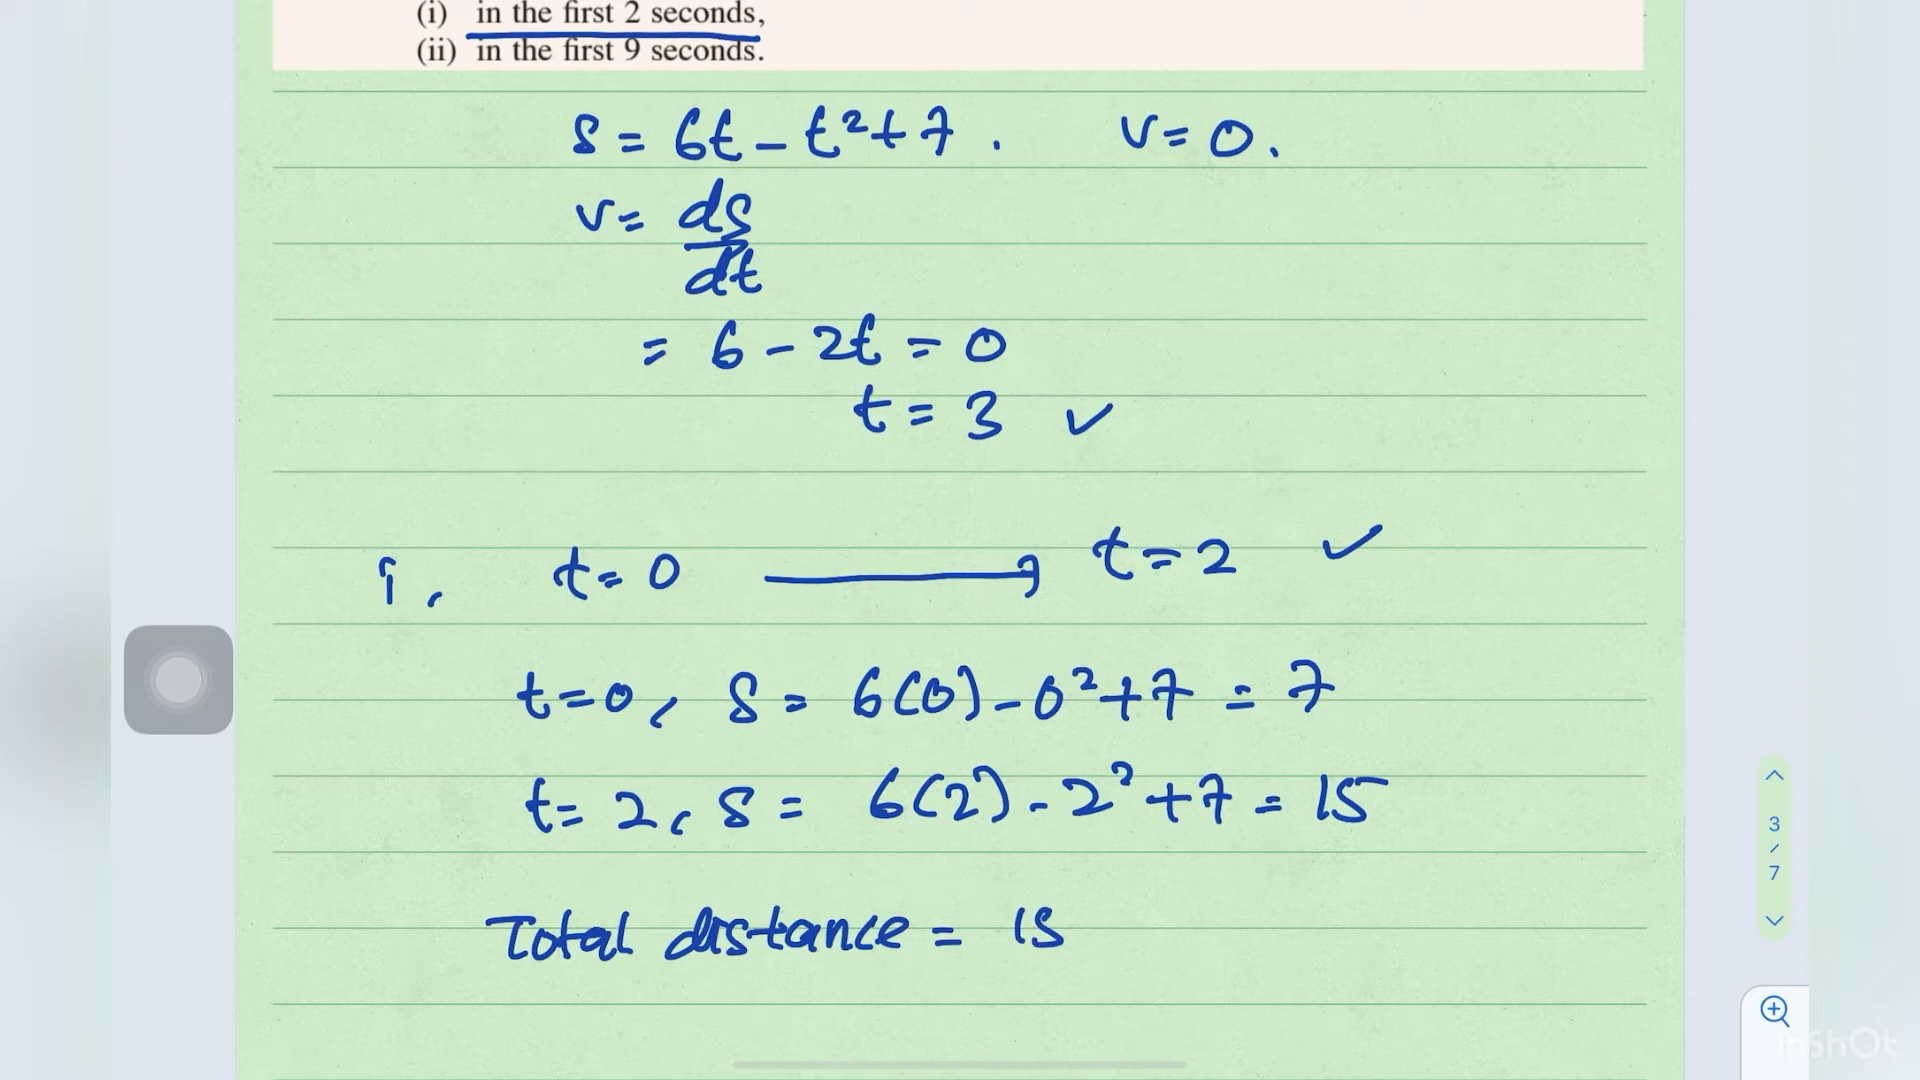 (i) in the first 2 seconds,
(ii) in the first 9 seconds.
s = 6t - t² + 7 . v = 0 .
v = ds/dt
= 6 - 2t = 0
t = 3 ✓
i. t = 0 ⟶ t = 2 ✓
t = 0, s = 6(0) - 0² + 7 = 7
t = 2, s = 6(2) - 2² + 7 = 15
Total distance = 15
3
/
7
InShOt